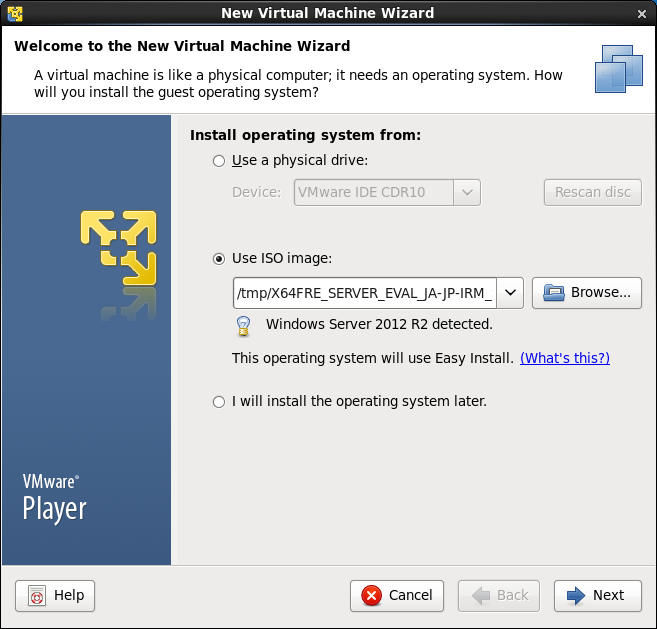 New Virtual Machine Wizard
Welcome to the New Virtual Machine Wizard
A virtual machine is like a physical computer; it needs an operating system. How
will you install the guest operating system?
Install operating system from:
Use a physical drive:
Device: VMware IDE CDR10 Rescan disc
Use ISO image:
/tmp/X64FRE_SERVER_EVAL_JA-JP-IRM_ Browse...
Windows Server 2012 R2 detected.
This operating system will use Easy Install. (What's this?)
I will install the operating system later.
VMware®
Player
Help Cancel Back Next